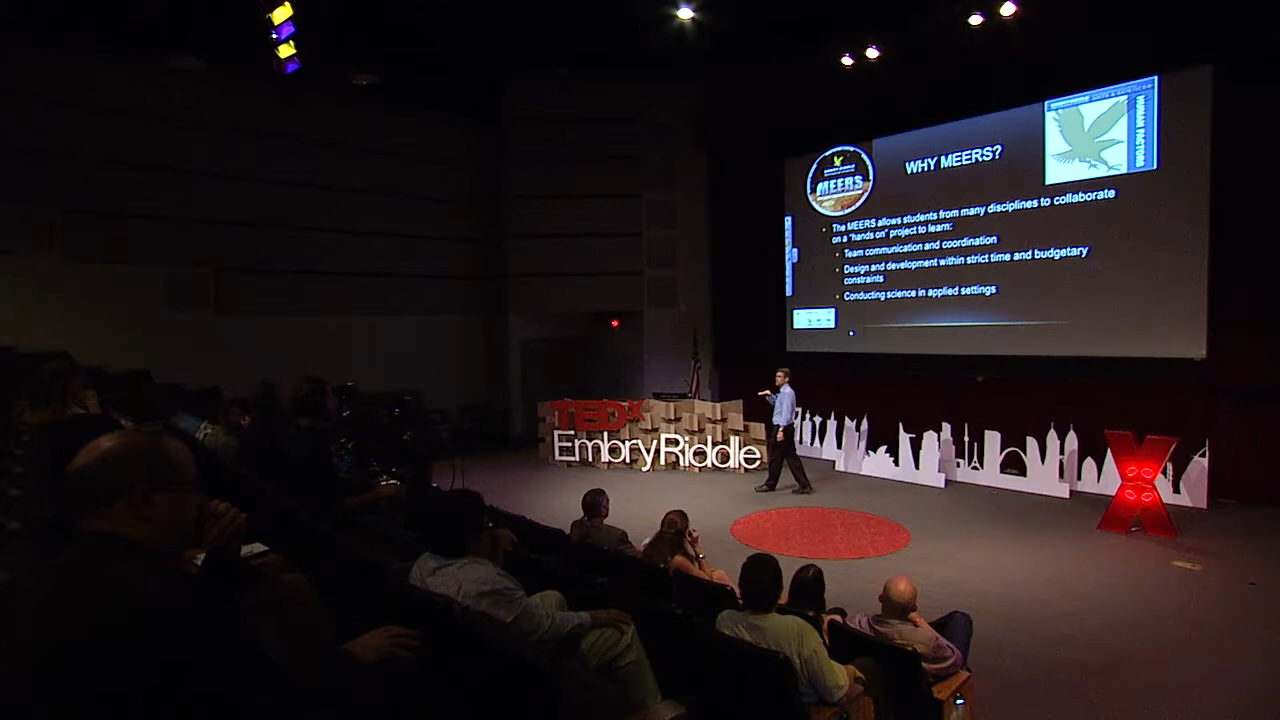 WHY MEERS?
MEERS
HUMAN FACTORS
The MEERS allows students from many disciplines to collaborate
on a "hands on" project to learn:
Team communication and coordination
Design and development within strict time and budgetary
constraints
Conducting science in applied settings
TEDx
EmbryRiddle
X